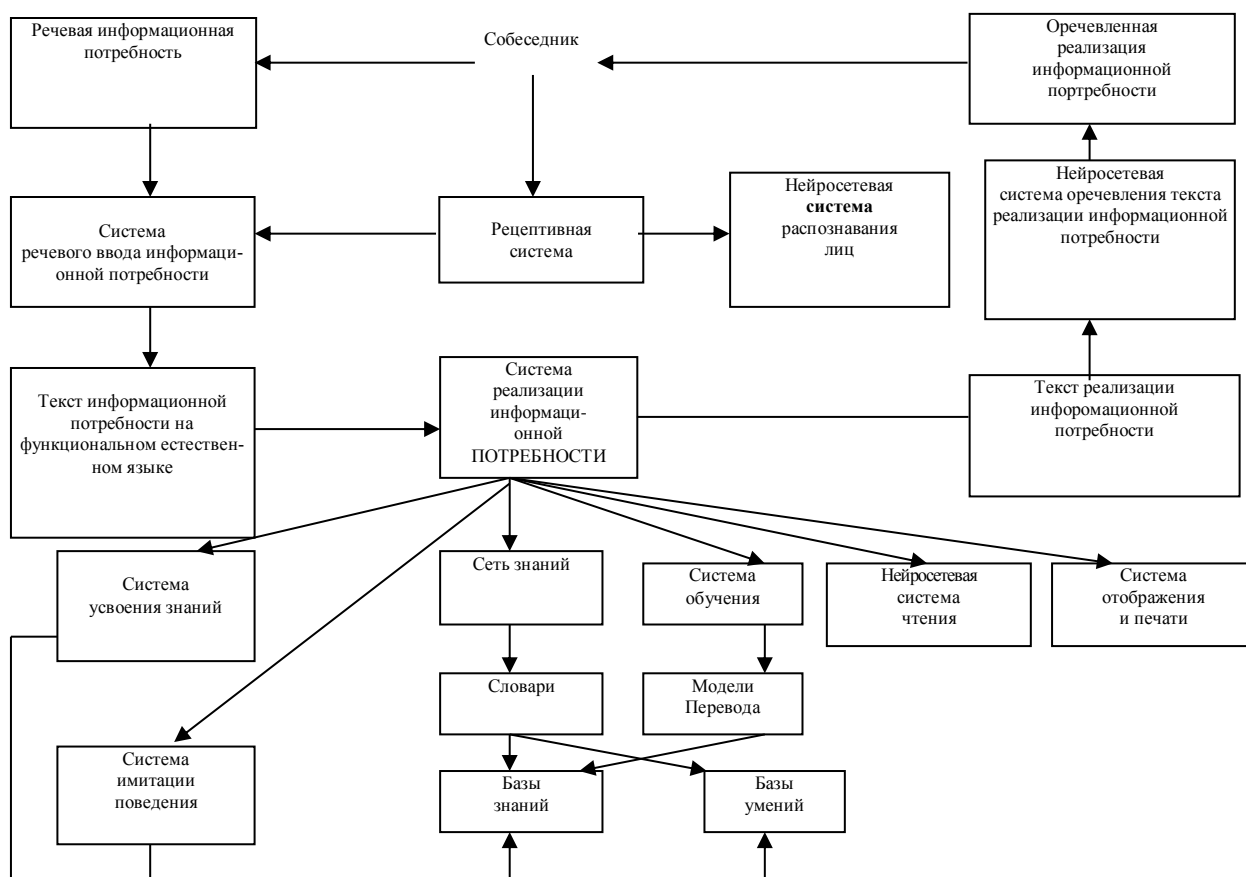 Речевая информационная
потребность
Собеседник
Оречевленная
реализация
информационной
портребности
Система
речевого ввода информаци-
онной потребности
Рецептивная
система
Нейросетевая
система
распознавания
лиц
Нейросетевая
система оречевления текста
реализации информационной
потребности
Текст информационной
потребности на
функциональном естествен-
ном языке
Система
реализации
информаци-
онной
ПОТРЕБНОСТИ
Текст реализации
инфоромационной
потребности
Система
усвоения знаний
Сеть знаний
Система
обучения
Нейросетевая
система
чтения
Система
отображения
и печати
Словари
Модели
Перевода
Система
имитации
поведения
Базы
знаний
Базы
умений